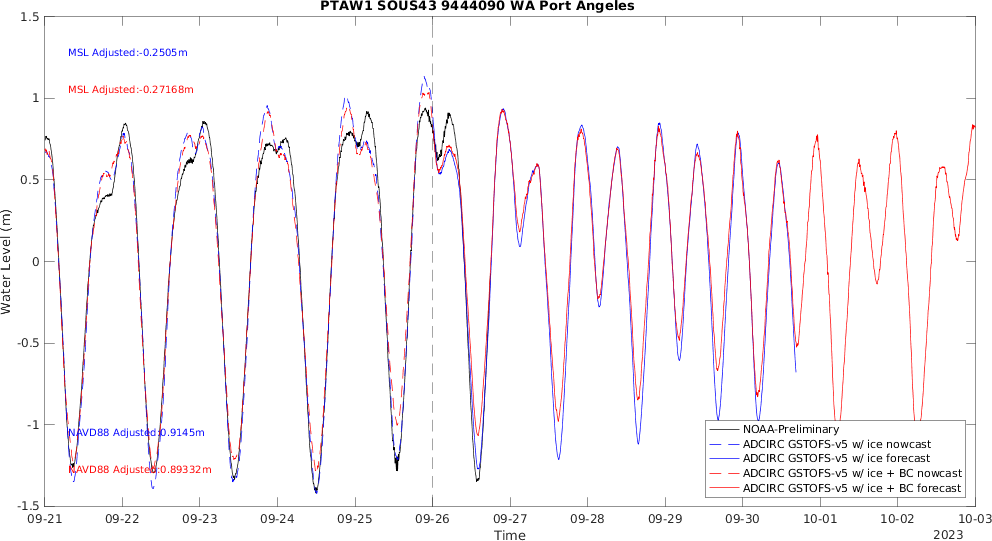 PTAW1 SOUS43 9444090 WA Port Angeles
1.5
MSL Adjusted:-0.2505m
MSL Adjusted:-0.27168m
1
0.5
0
-0.5
-1
-1.5
Water Level (m)
NAVD88 Adjusted:0.9145m
NAVD88 Adjusted:0.89332m
NOAA-Preliminary
ADCIRC GSTOFS-v5 w/ ice nowcast
ADCIRC GSTOFS-v5 w/ ice forecast
ADCIRC GSTOFS-v5 w/ ice + BC nowcast
ADCIRC GSTOFS-v5 w/ ice + BC forecast
09-21 09-22 09-23 09-24 09-25 09-26 09-27 09-28 09-29 09-30 10-01 10-02 10-03
Time
2023